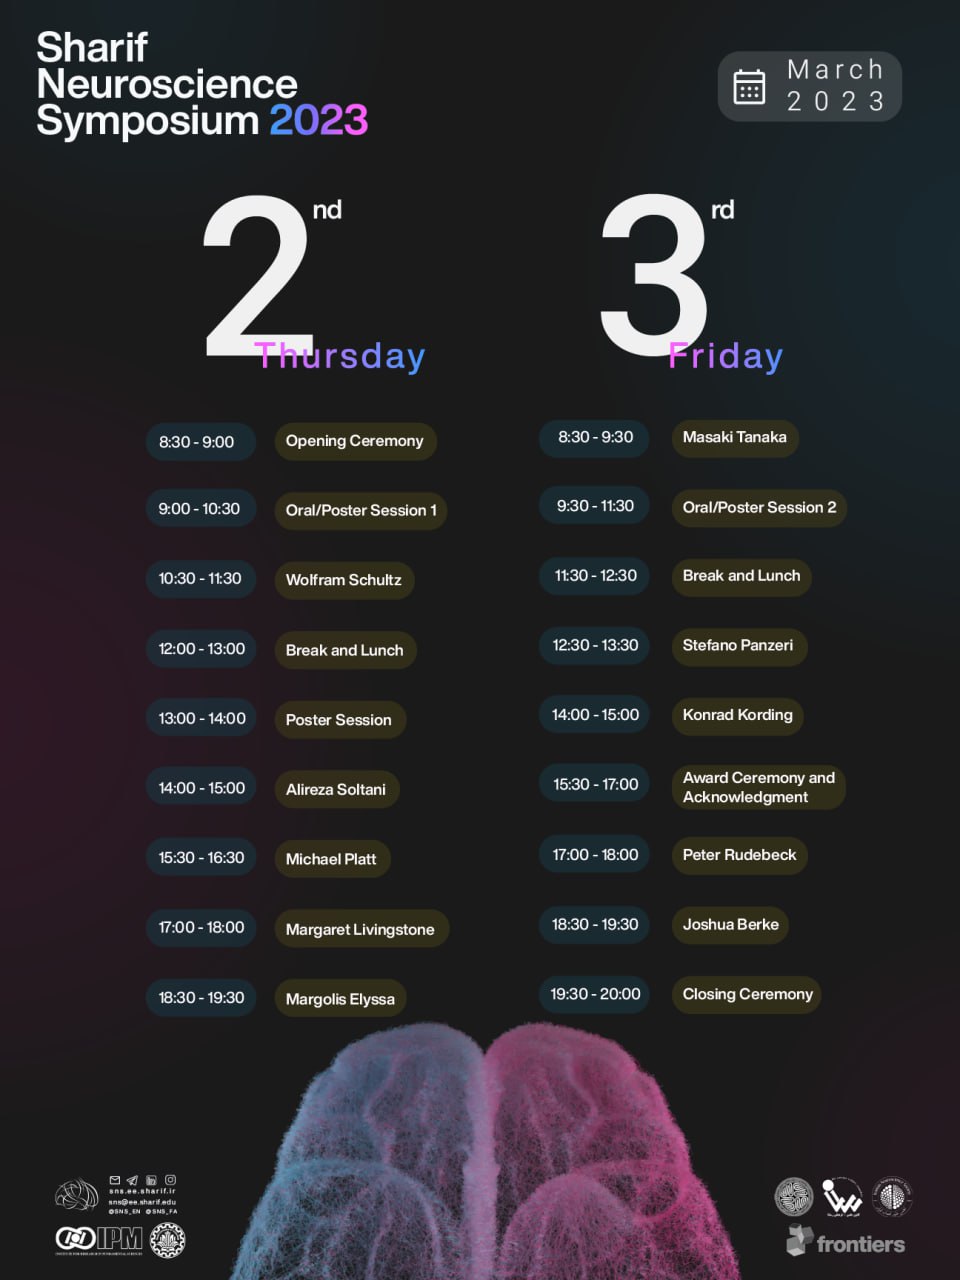 Sharif
Neuroscience
Symposium 2023
March
2023
2nd
Thursday
8:30 - 9:00 Opening Ceremony
9:00 - 10:30 Oral/Poster Session 1
10:30 - 11:30 Wolfram Schultz
12:00 - 13:00 Break and Lunch
13:00 - 14:00 Poster Session
14:00 - 15:00 Alireza Soltani
15:30 - 16:30 Michael Platt
17:00 - 18:00 Margaret Livingstone
18:30 - 19:30 Margolis Elyssa
3rd
Friday
8:30 - 9:30 Masaki Tanaka
9:30 - 11:30 Oral/Poster Session 2
11:30 - 12:30 Break and Lunch
12:30 - 13:30 Stefano Panzeri
14:00 - 15:00 Konrad Kording
15:30 - 17:00 Award Ceremony and
Acknowledgment
17:00 - 18:00 Peter Rudebeck
18:30 - 19:30 Joshua Berke
19:30 - 20:00 Closing Ceremony
sns.ee.sharif.ir
sns@ee.sharif.edu
@SNS_EN @SNS_FA
IPM
frontiers